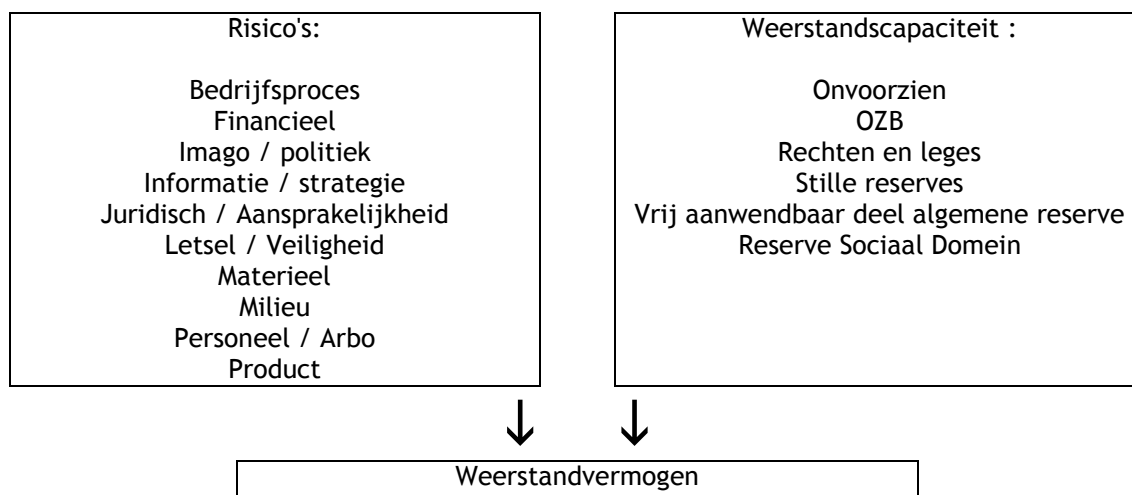 Risico's:
Bedrijfsproces
Financieel
Imago / politiek
Informatie / strategie
Juridisch / Aansprakelijkheid
Letsel / Veiligheid
Materieel
Milieu
Personeel / Arbo
Product
Weerstandscapaciteit :
Onvoorzien
OZB
Rechten en leges
Stille reserves
Vrij aanwendbaar deel algemene reserve
Reserve Sociaal Domein
Weerstandvermogen